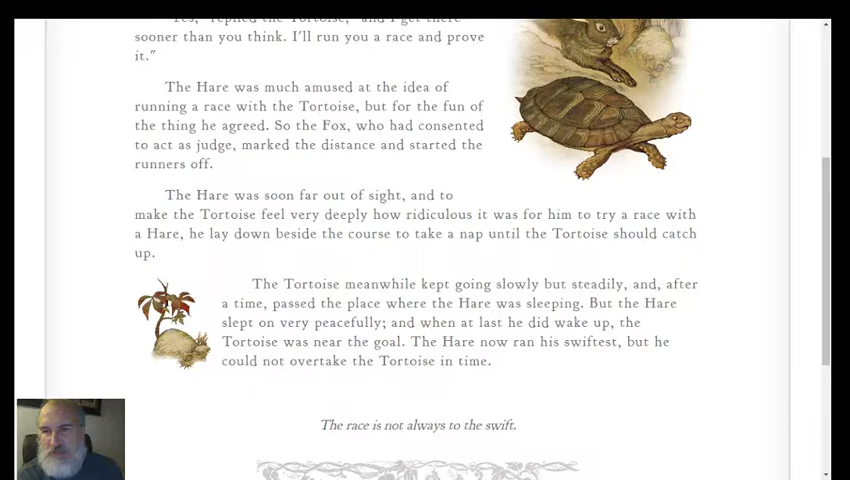 "Yes," replied the Tortoise, "and I get there
sooner than you think. I'll run you a race and prove
it."
The Hare was much amused at the idea of
running a race with the Tortoise, but for the fun of
the thing he agreed. So the Fox, who had consented
to act as judge, marked the distance and started the
runners off.
The Hare was soon far out of sight, and to
make the Tortoise feel very deeply how ridiculous it was for him to try a race with
a Hare, he lay down beside the course to take a nap until the Tortoise should catch
up.
The Tortoise meanwhile kept going slowly but steadily, and, after
a time, passed the place where the Hare was sleeping. But the Hare
slept on very peacefully; and when at last he did wake up, the
Tortoise was near the goal. The Hare now ran his swiftest, but he
could not overtake the Tortoise in time.
The race is not always to the swift.